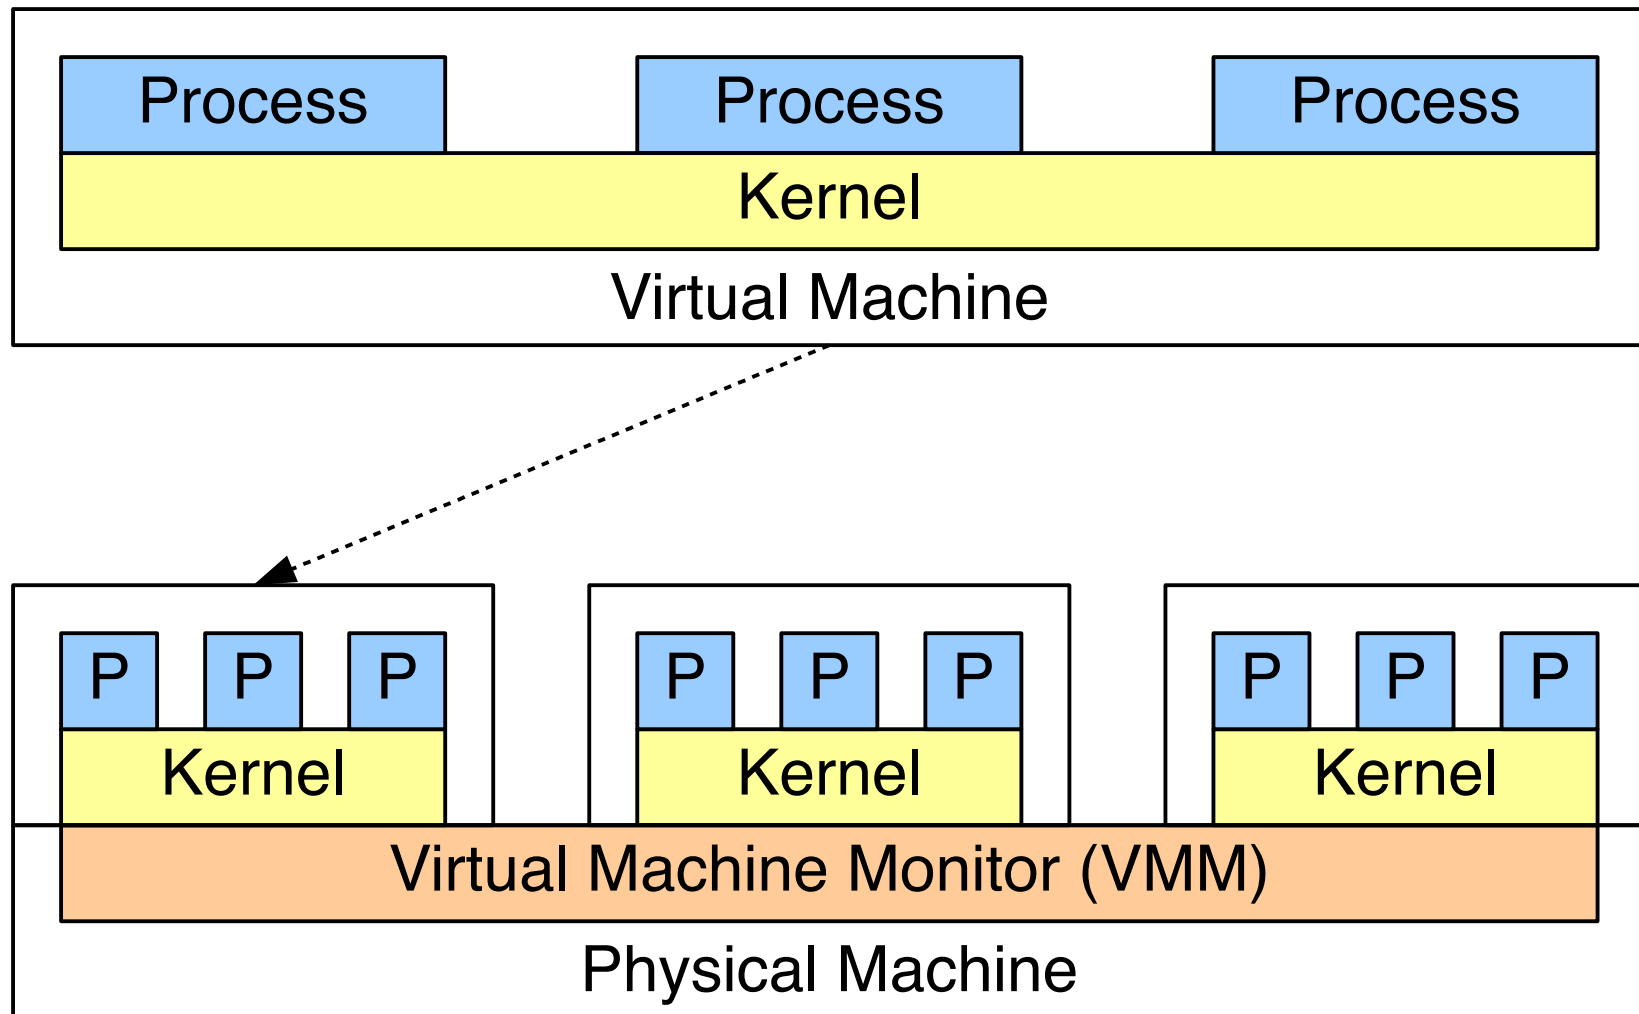 Process Process Process
Kernel
Virtual Machine
P P P P P P P P P
Kernel Kernel Kernel
Virtual Machine Monitor (VMM)
Physical Machine